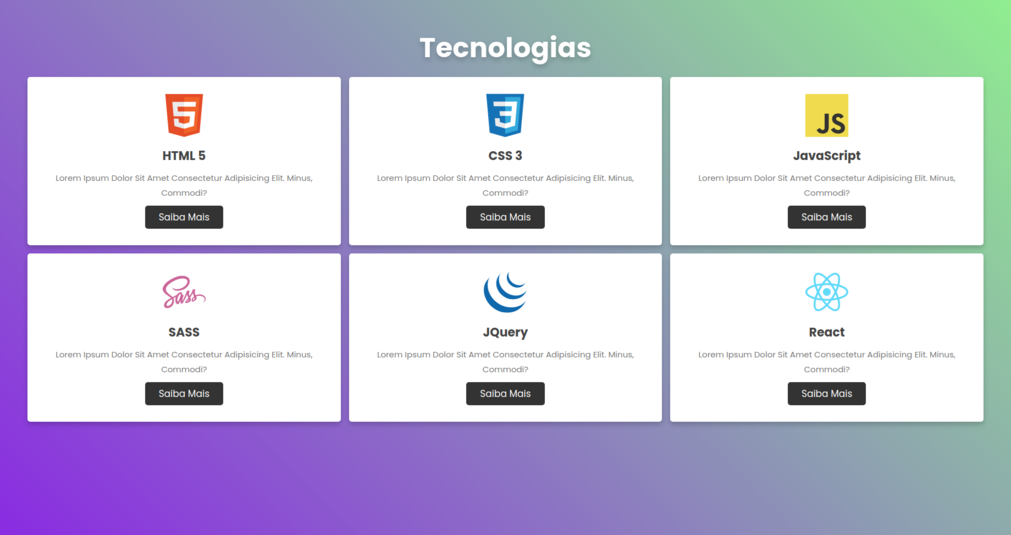 Tecnologias
5
3
JS
HTML 5
CSS 3
JavaScript
Lorem Ipsum Dolor Sit Amet Consectetur Adipisicing Elit. Minus,
Commodi?
Lorem Ipsum Dolor Sit Amet Consectetur Adipisicing Elit. Minus,
Commodi?
Lorem Ipsum Dolor Sit Amet Consectetur Adipisicing Elit. Minus,
Commodi?
Saiba Mais
Saiba Mais
Saiba Mais
Sass
SASS
JQuery
React
Lorem Ipsum Dolor Sit Amet Consectetur Adipisicing Elit. Minus,
Commodi?
Lorem Ipsum Dolor Sit Amet Consectetur Adipisicing Elit. Minus,
Commodi?
Lorem Ipsum Dolor Sit Amet Consectetur Adipisicing Elit. Minus,
Commodi?
Saiba Mais
Saiba Mais
Saiba Mais